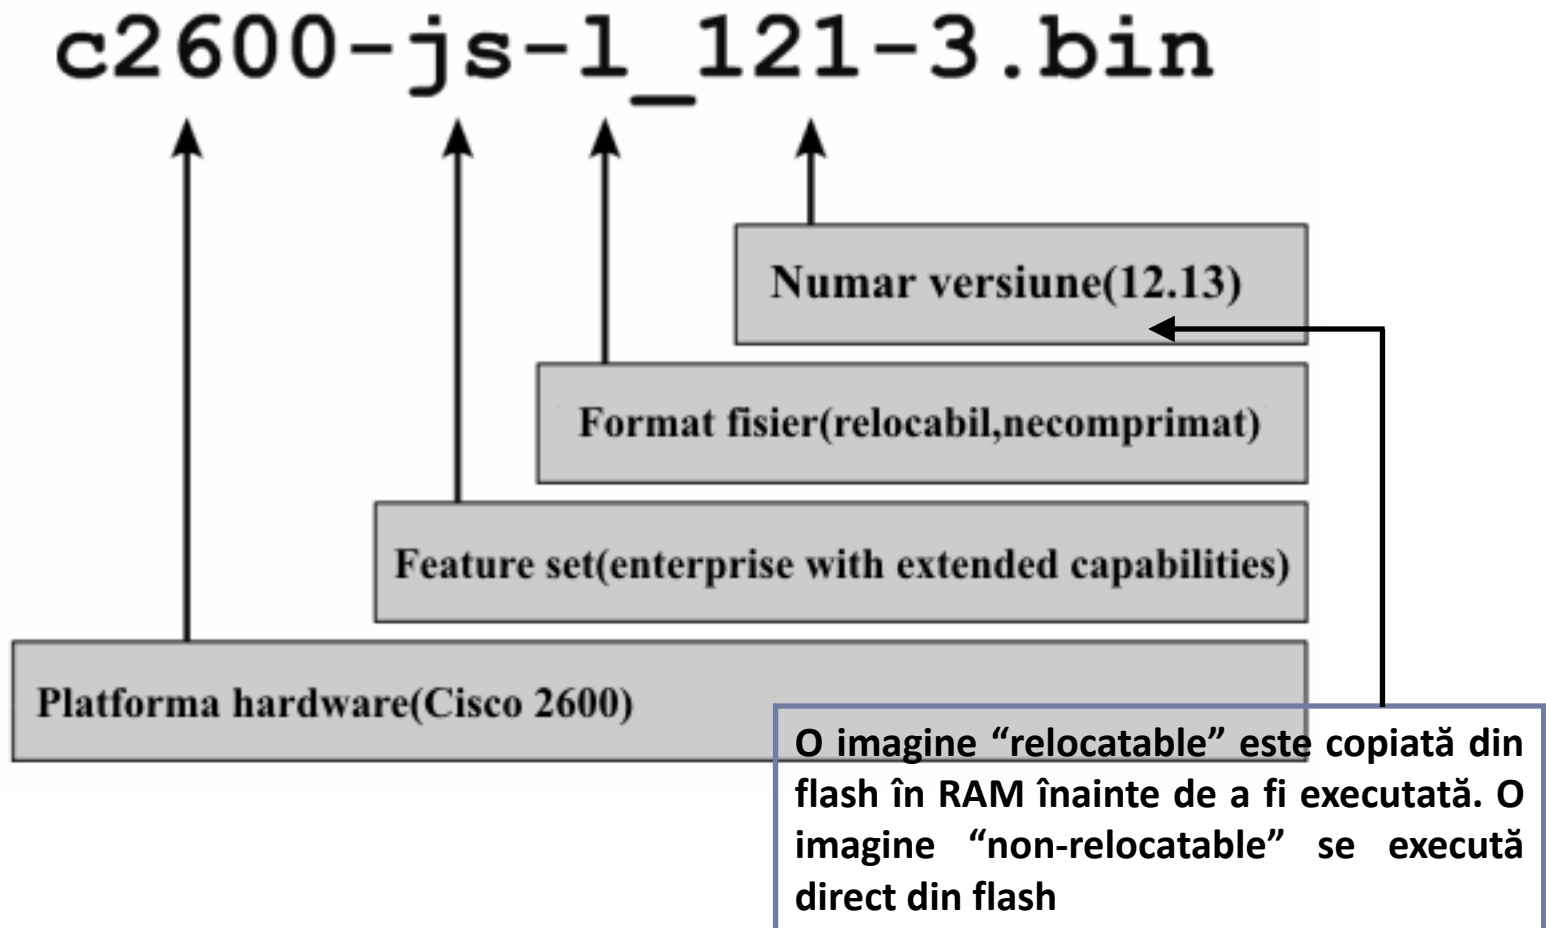 c2600-js-l_121-3.bin
Numar versiune(12.13)
Format fisier(relocabil,necomprimat)
Feature set(enterprise with extended capabilities)
Platforma hardware(Cisco 2600)
O imagine “relocatable” este copiată din
flash în RAM înainte de a fi executată. O
imagine “non-relocatable” se execută
direct din flash